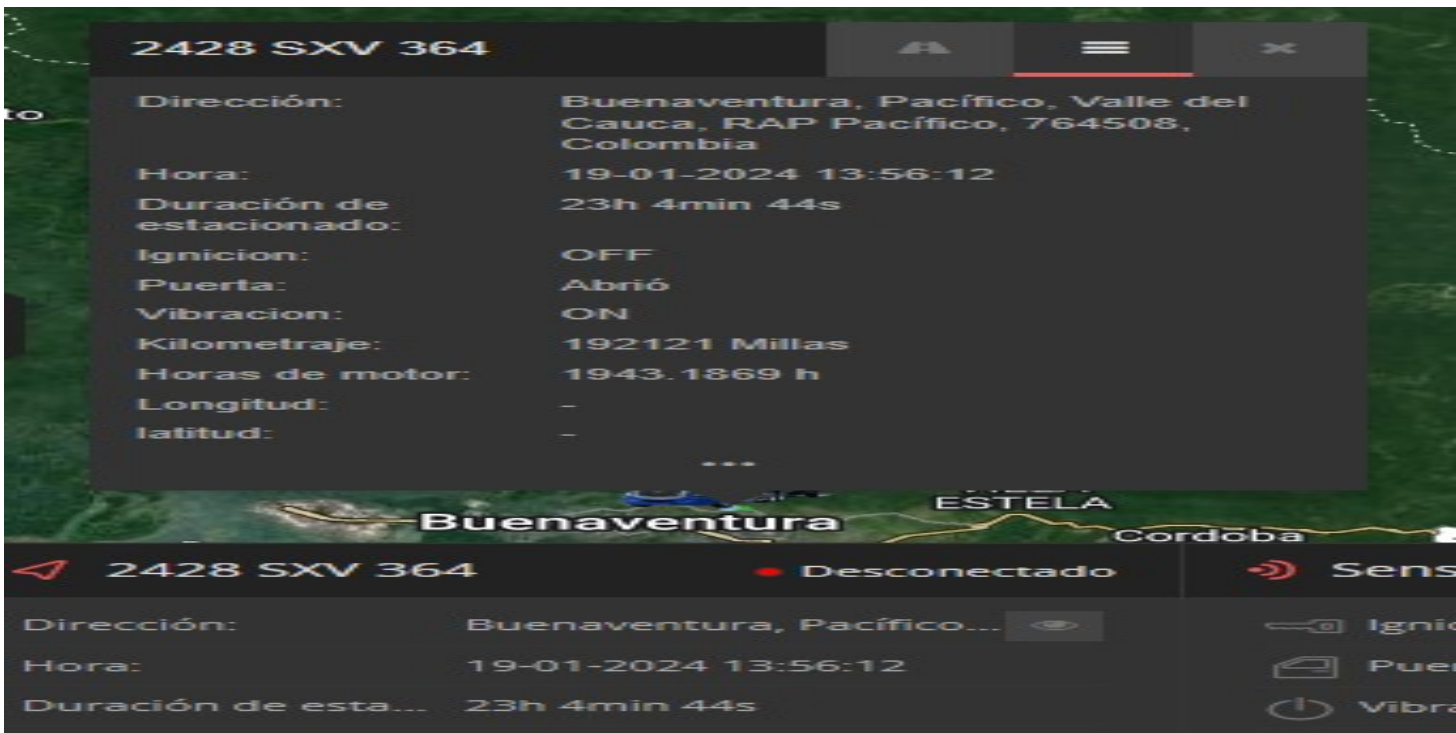 2428 SXV 364
to
Dirección: Buenaventura, Pacífico, Valle del
Cauca, RAP Pacífico, 764508,
Colombia
Hora: 19-01-2024 13:56:12
Duración de 23h 4min 44s
estacionado:
Ignicion: OFF
Puerta: Abrió
Vibracion: ON
Kilometraje: 192121 Millas
Horas de motor: 1943.1869 h
Longitud: -
latitud: -
...
ESTELA
Buenaventura
Cordoba
2428 SXV 364 Desconectado Sens
Dirección: Buenaventura, Pacífico... Ignic
Hora: 19-01-2024 13:56:12 Puer
Duración de esta... 23h 4min 44s Vibra